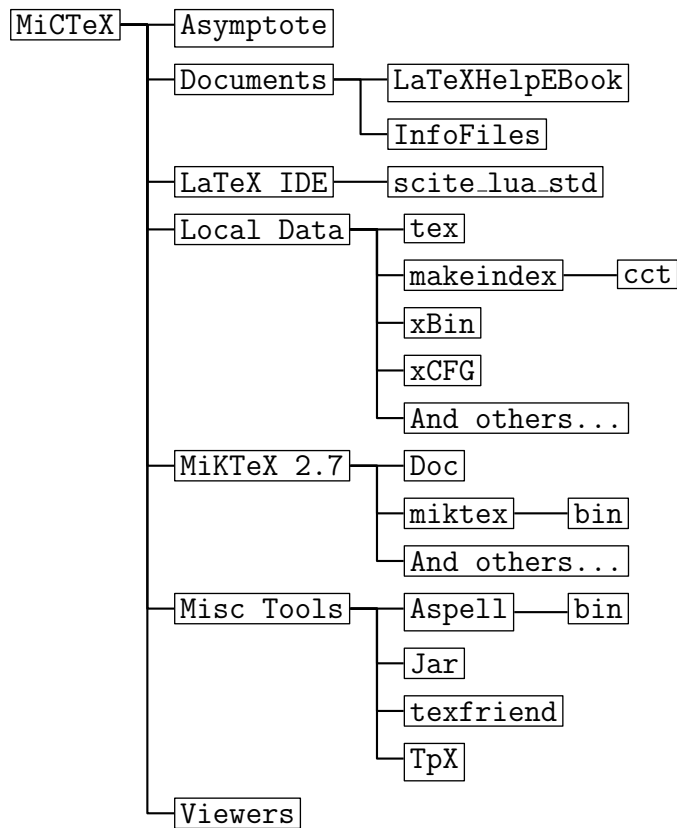 MiCTeX
Asymptote
Documents
LaTeXHelpEBook
InfoFiles
LaTeX IDE
scite_lua_std
Local Data
tex
makeindex
cct
xBin
xCFG
And others...
MiKTeX 2.7
Doc
miktex
bin
And others...
Misc Tools
Aspell
bin
Jar
texfriend
TpX
Viewers